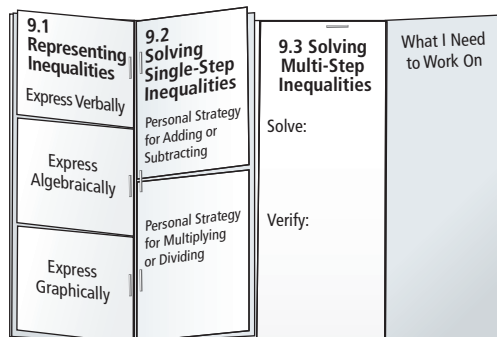 9.1
Representing
Inequalities
Express Verbally
Express
Algebraically
Express
Graphically
9.2
Solving
Single-Step
Inequalities
Personal Strategy
for Adding or
Subtracting
Personal Strategy
for Multiplying
or Dividing
9.3 Solving
Multi-Step
Inequalities
Solve:
Verify:
What I Need
to Work On